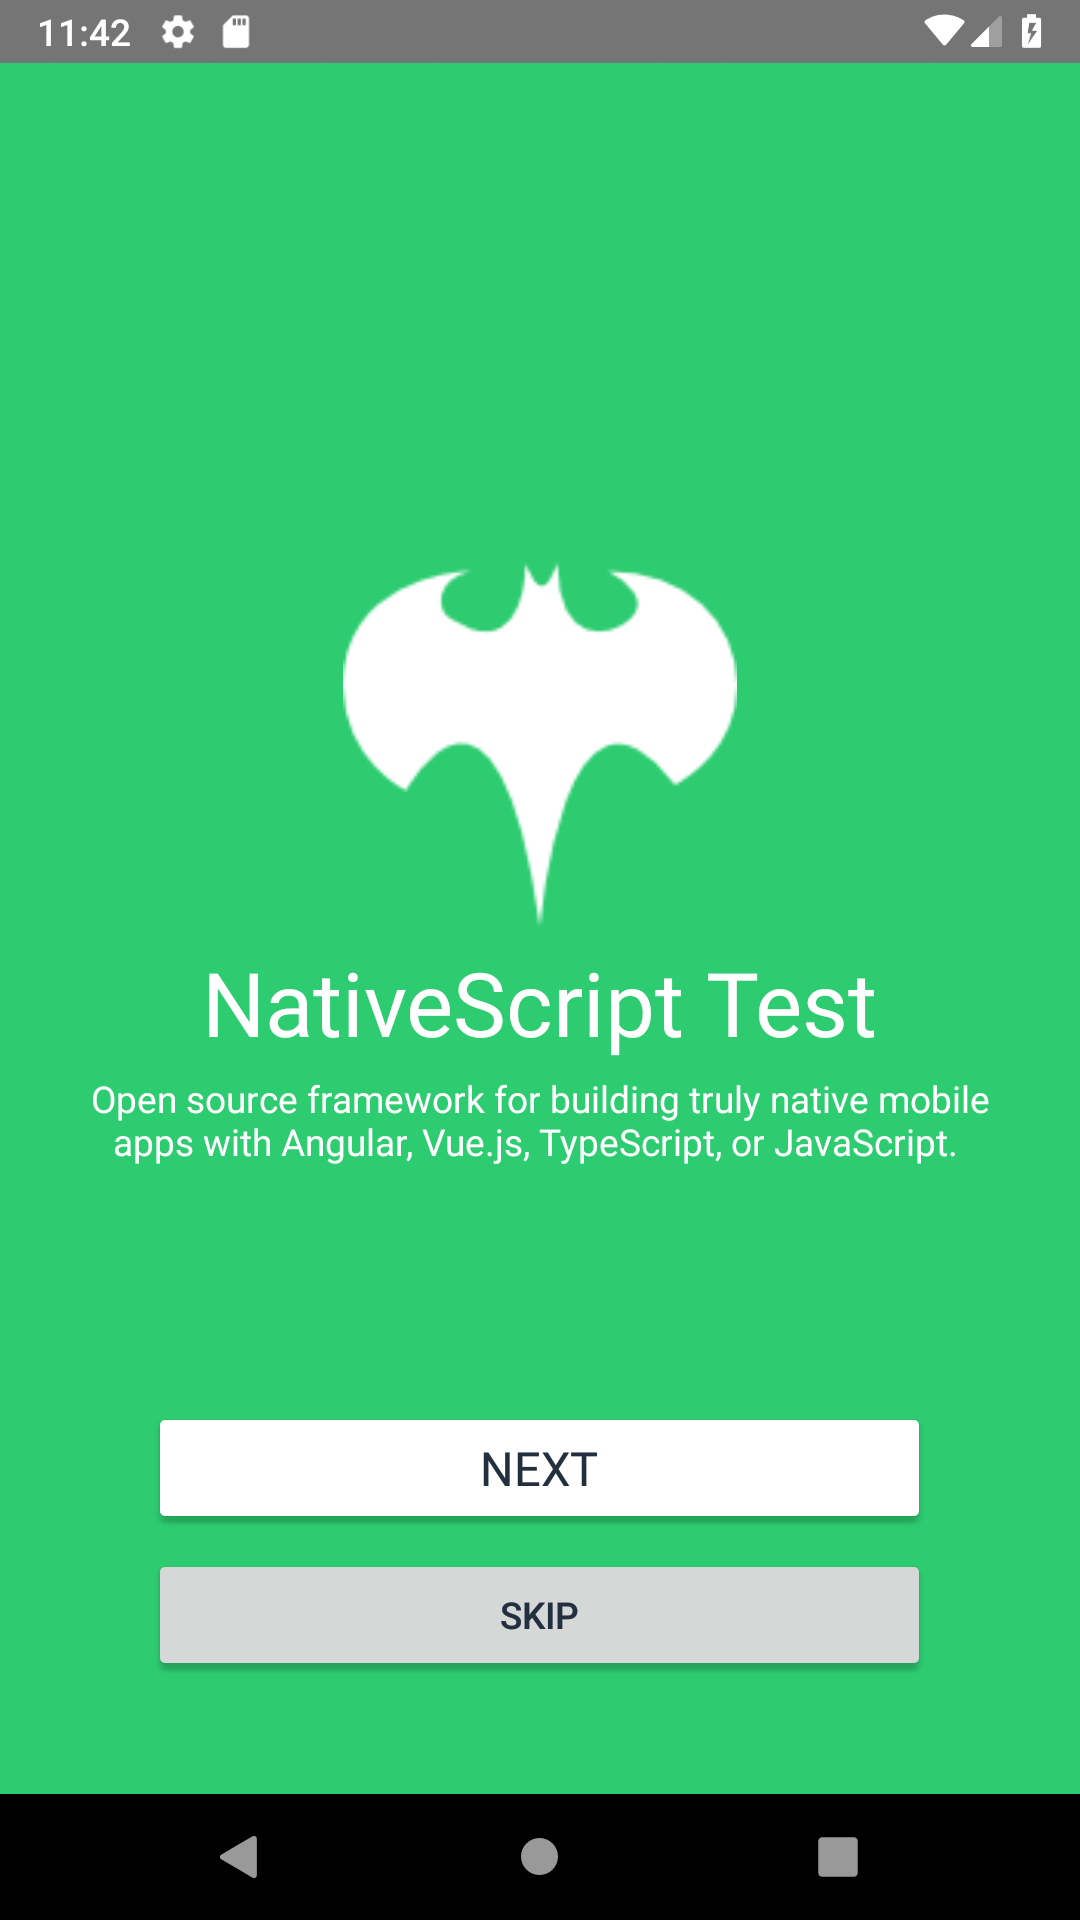 11:42
NativeScript Test
Open source framework for building truly native mobile
apps with Angular, Vue.js, TypeScript, or JavaScript.
NEXT
SKIP